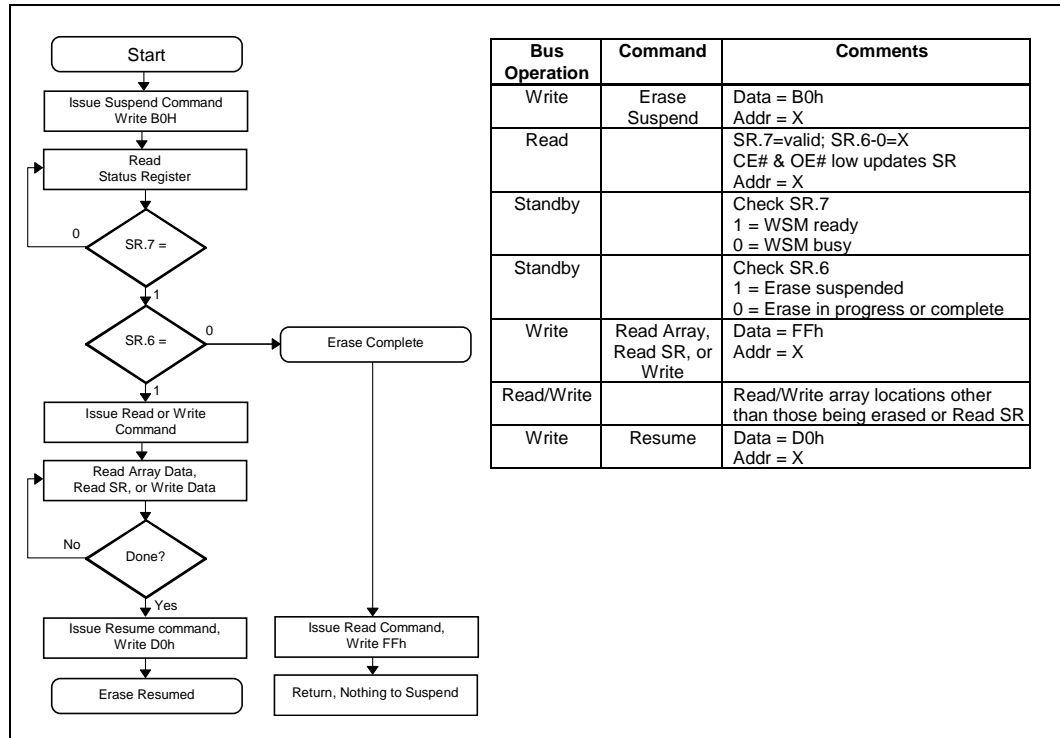 Start
Issue Suspend Command
Write B0H
Read
Status Register
0
SR.7 =
1
SR.6 =
0
Erase Complete
1
Issue Read or Write
Command
Read Array Data,
Read SR, or Write Data
No
Done?
Yes
Issue Resume command,
Write D0h
Erase Resumed
Issue Read Command,
Write FFh
Return, Nothing to Suspend
Bus
Operation
Command
Comments
Write
Erase
Suspend
Data = B0h
Addr = X
Read
SR.7=valid; SR.6-0=X
CE# & OE# low updates SR
Addr = X
Standby
Check SR.7
1 = WSM ready
0 = WSM busy
Standby
Check SR.6
1 = Erase suspended
0 = Erase in progress or complete
Write
Read Array,
Read SR, or
Write
Data = FFh
Addr = X
Read/Write
Read/Write array locations other
than those being erased or Read SR
Write
Resume
Data = D0h
Addr = X